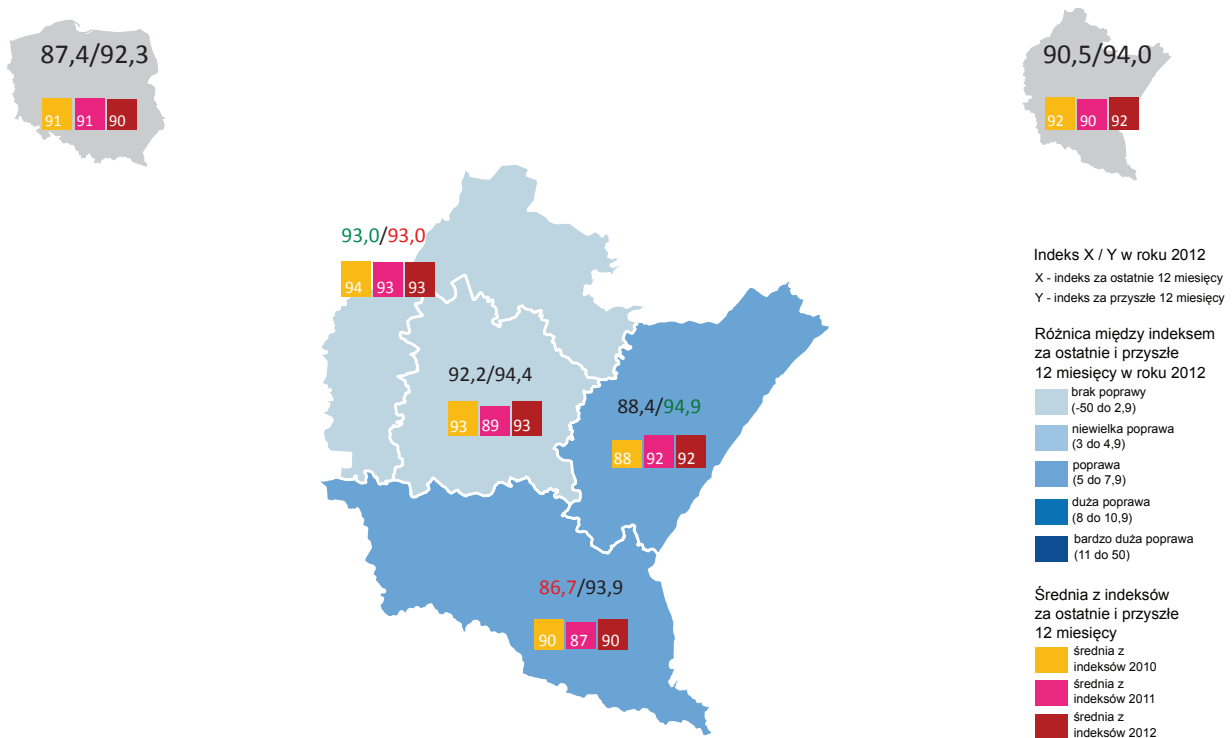 87,4/92,3
91 91 90
90,5/94,0
92 90 92
93,0/93,0
94 93 93
92,2/94,4
93 89 93
88,4/94,9
88 92 92
86,7/93,9
90 87 90
Indeks X / Y w roku 2012
X - indeks za ostatnie 12 miesięcy
Y - indeks za przyszłe 12 miesięcy
Różnica między indeksem
za ostatnie i przyszłe
12 miesięcy w roku 2012
brak poprawy
(-50 do 2,9)
niewielka poprawa
(3 do 4,9)
poprawa
(5 do 7,9)
duża poprawa
(8 do 10,9)
bardzo duża poprawa
(11 do 50)
Średnia z indeksów
za ostatnie i przyszłe
12 miesięcy
średnia z
indeksów 2010
średnia z
indeksów 2011
średnia z
indeksów 2012